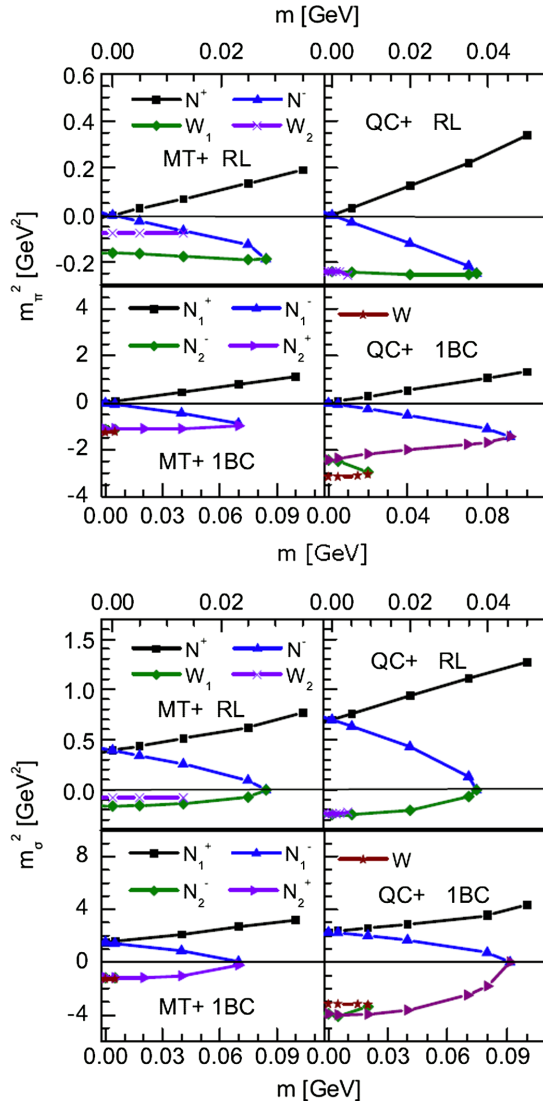 m [GeV]
0.00 0.02 0.00 0.02 0.04
0.6
0.4
0.2
0.0
-0.2
N⁺ N⁻
W₁ W₂
MT+ RL
QC+ RL
m_π² [GeV²]
4
2
0
-2
-4
N₁⁺ N₁⁻
N₂⁻ N₂⁺
MT+ 1BC
W
QC+ 1BC
0.00 0.03 0.06 0.09 0.00 0.04 0.08
m [GeV] m [GeV]
0.00 0.02 0.00 0.02 0.04
1.5
1.0
0.5
0.0
N⁺ N⁻
W₁ W₂
MT+ RL
QC+ RL
m_σ² [GeV²]
8
4
0
-4
N₁⁺ N₁⁻
N₂⁻ N₂⁺
MT+ 1BC
W
QC+ 1BC
0.00 0.03 0.06 0.09 0.00 0.03 0.06 0.09
m [GeV] m [GeV]